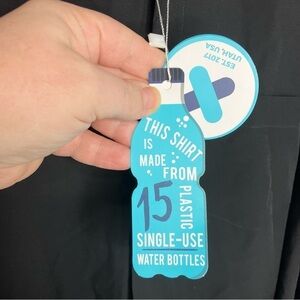 EST. 2017
UTAH, USA
THIS SHIRT
IS
MADE
FROM
15
PLASTIC
SINGLE-USE
WATER BOTTLES